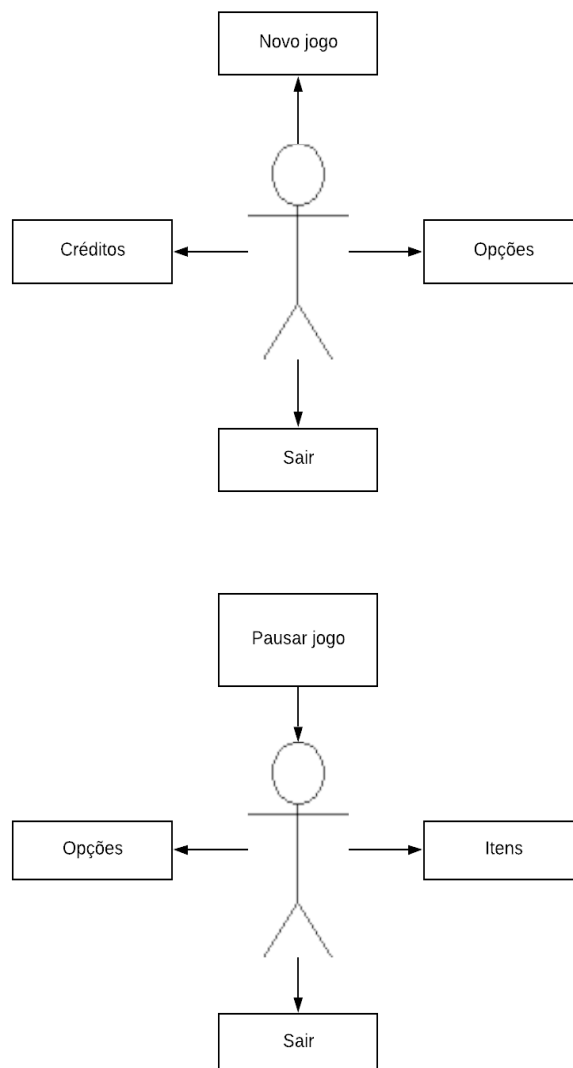 Novo jogo
Créditos
Opções
Sair
Pausar jogo
Opções
Itens
Sair